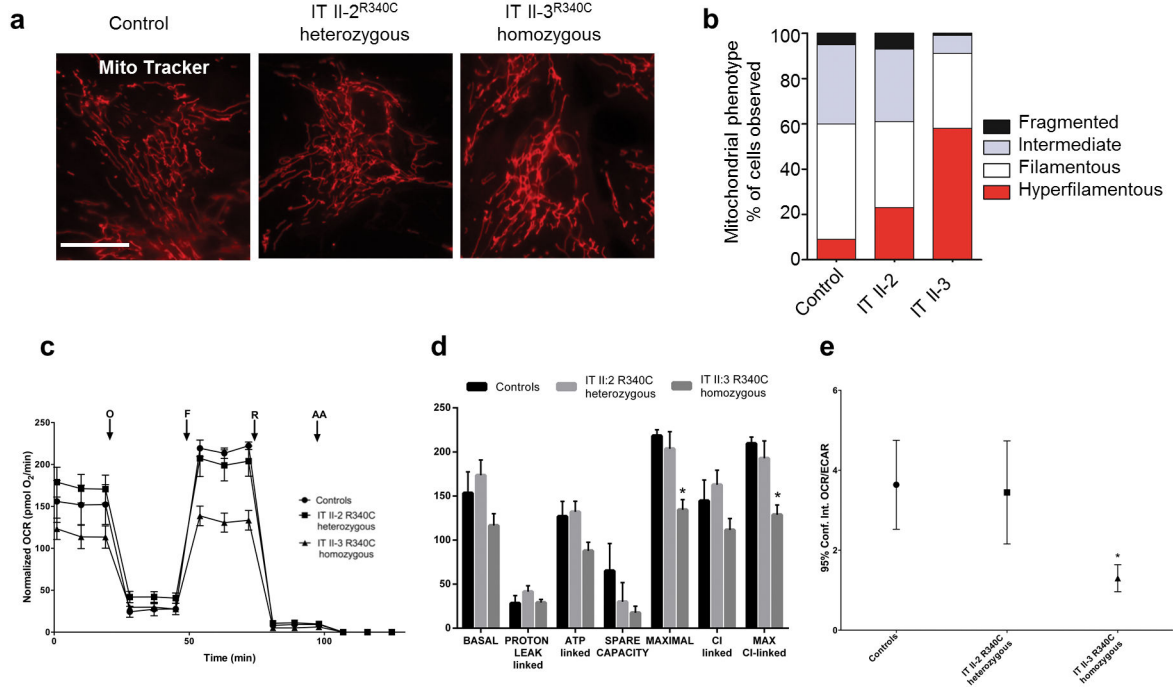 a
Control
IT II-2R340C
heterozygous
IT II-3R340C
homozygous
Mito Tracker
b
Mitochondrial phenotype
% of cells observed
100
80
60
40
20
0
Control
IT II-2
IT II-3
Fragmented
Intermediate
Filamentous
Hyperfilamentous
c
O
F
R
AA
Normalized OCR (pmol O2/min)
250
200
150
100
50
0
0
50
100
Time (min)
Controls
IT II-2 R340C
heterozygous
IT II-3 R340C
homozygous
d
Controls
IT II:2 R340C
heterozygous
IT II:3 R340C
homozygous
250
200
150
100
50
0
*
*
BASAL
PROTON
LEAK
linked
ATP
linked
SPARE
CAPACITY
MAXIMAL
CI
linked
MAX
CI-linked
e
95% Conf. Int. OCR/ECAR
6
4
2
0
*
Controls
IT II-2 R340C
heterozygous
IT II-3 R340C
homozygous